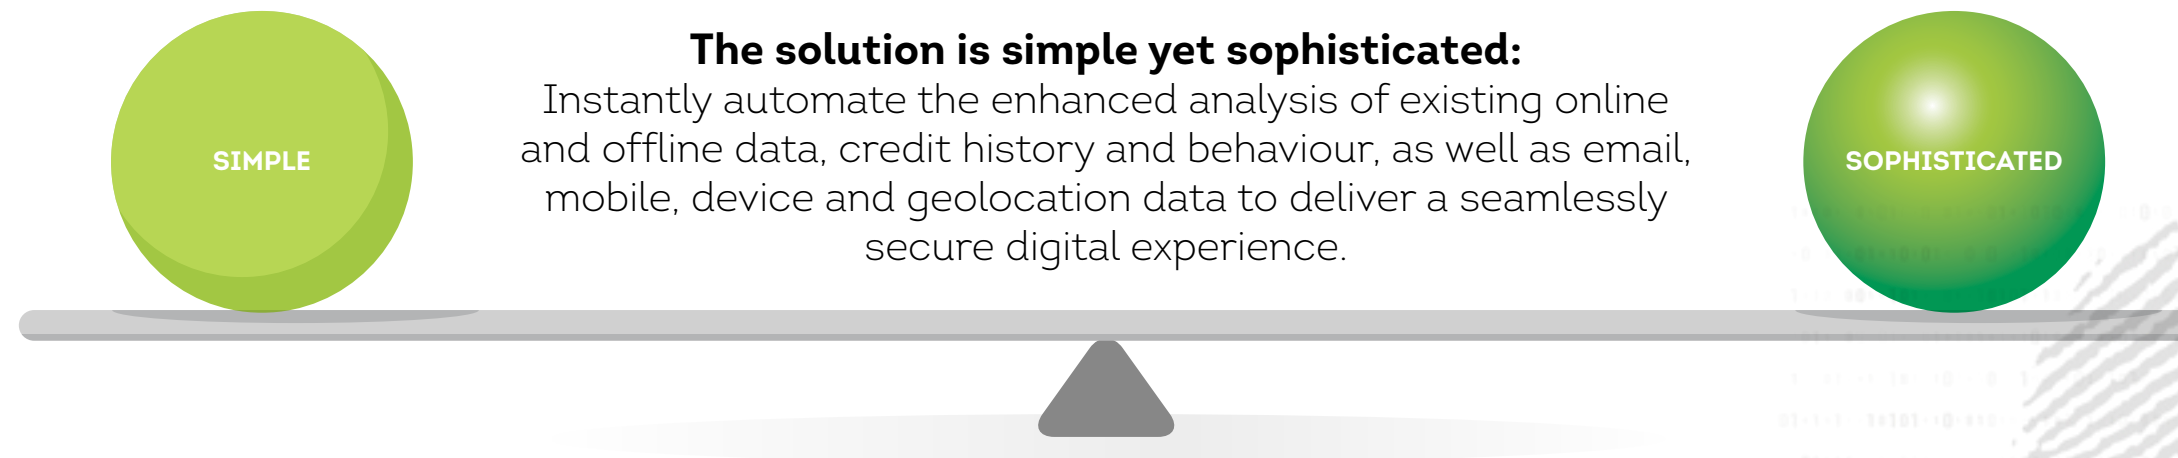 The solution is simple yet sophisticated:
Instantly automate the enhanced analysis of existing online
and offline data, credit history and behaviour, as well as email,
mobile, device and geolocation data to deliver a seamlessly
secure digital experience.
SIMPLE
SOPHISTICATED